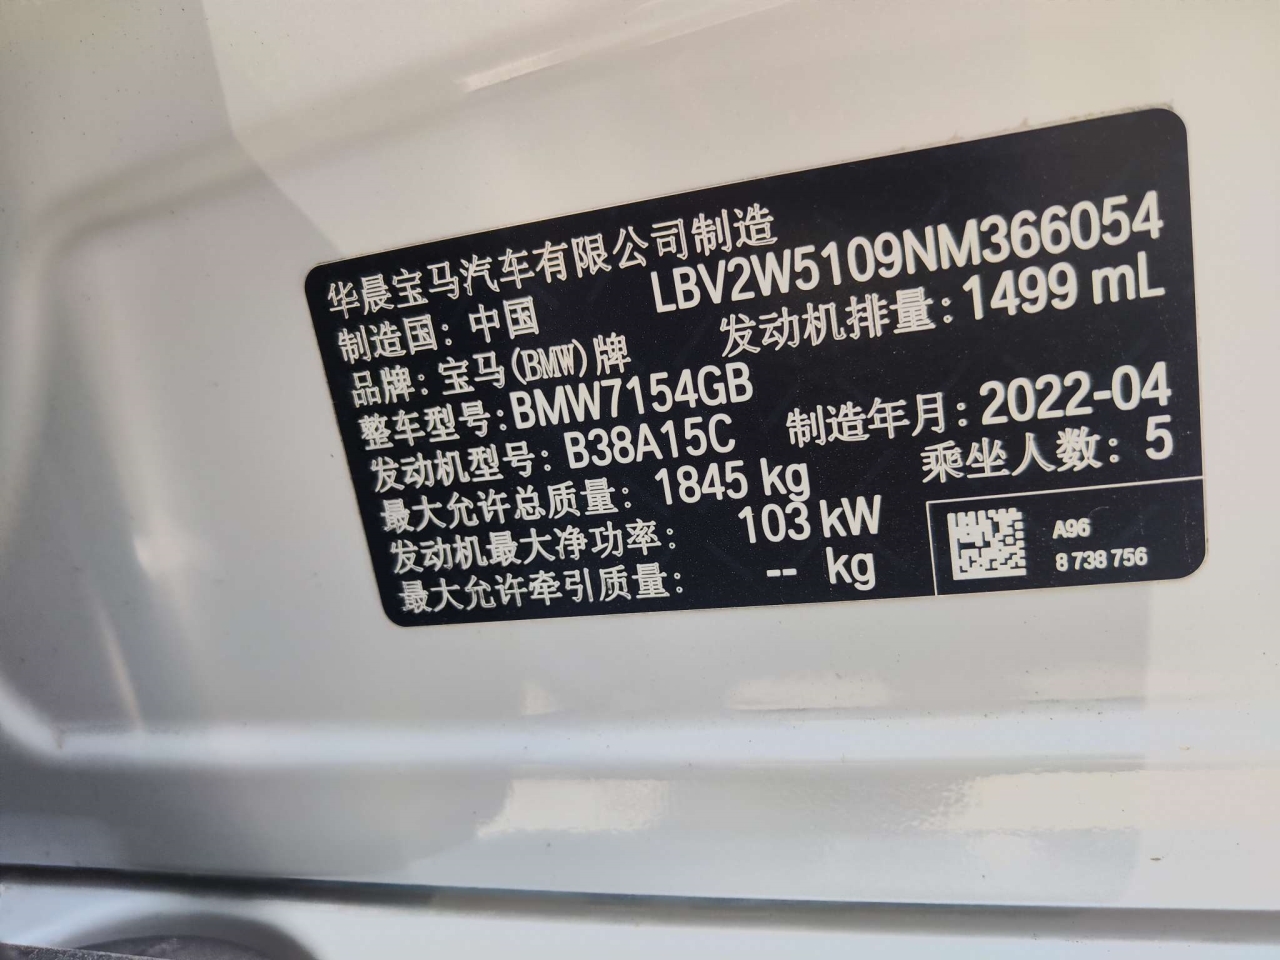 华晨宝马汽车有限公司制造
制造国：中国 LBV2W5109NM366054
品牌：宝马(BMW)牌 发动机排量：1499 mL
整车型号：BMW7154GB
发动机型号：B38A15C 制造年月：2022-04
最大允许总质量：1845 kg 乘坐人数：5
发动机最大净功率：103 kW
最大允许牵引质量：-- kg
A96
8 738 756